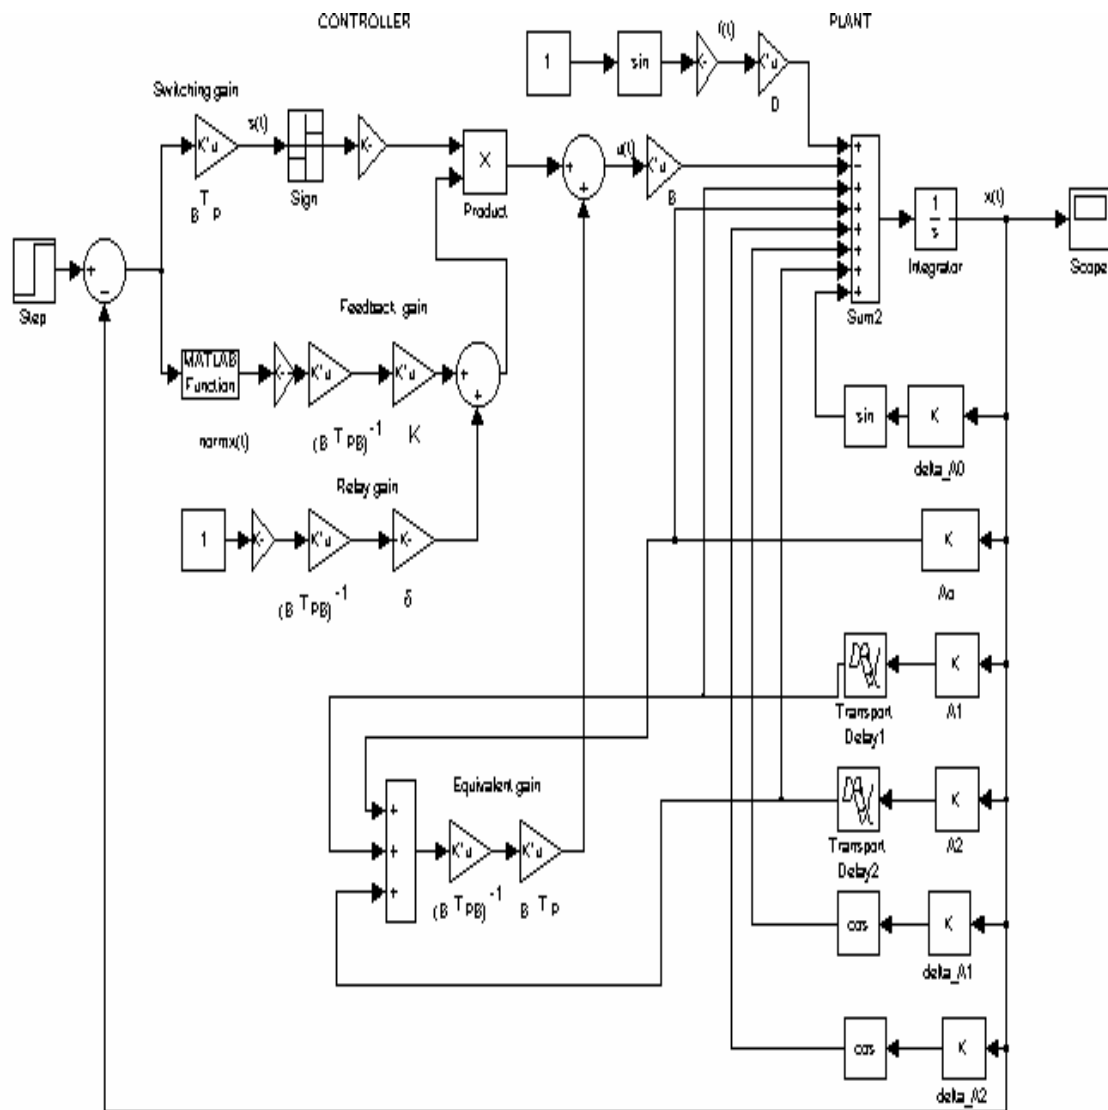 CONTROLLER
PLANT
f(t)
1
sin
K-
K*u
D
Switching gain
K*u
s(t)
B T P
Sign
K-
X
Product
+
+
u(t)
K*u
B
+
-
+
+
+
+
+
+
Sum2
1
s
Integrator
x(t)
Scope
Step
+
-
Feedback gain
MATLAB
Function
K-
K*u
K*u
+
+
normx(t)
(B T PB) -1
K
sin
K
delta_A0
Relay gain
1
K-
K*u
K-
(B T PB) -1
δ
K
Ao
K
Transport
Delay1
A1
Equivalent gain
+
+
+
K*u
K*u
(B T PB) -1
B T P
K
Transport
Delay2
A2
cos
K
delta_A1
cos
K
delta_A2